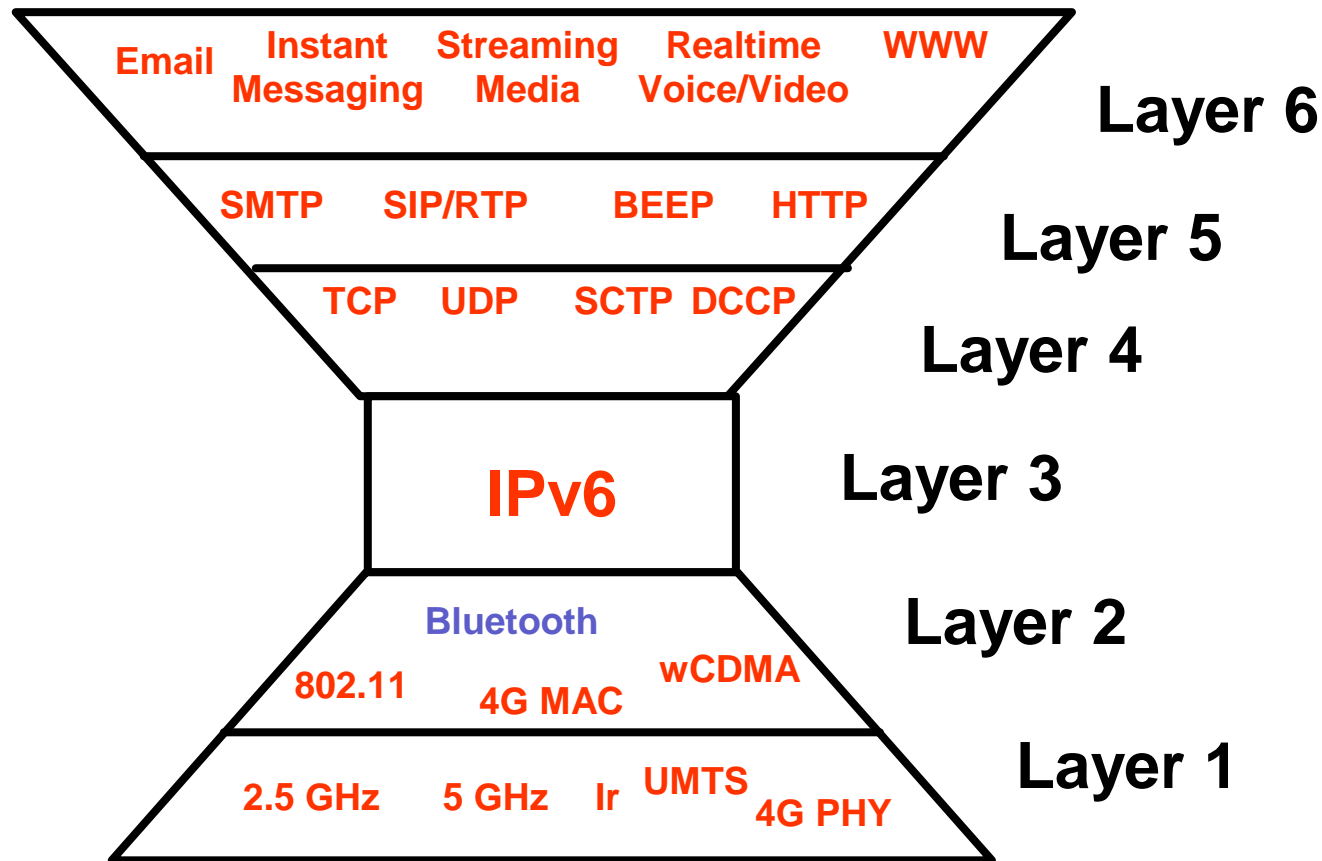 Email Instant Messaging Streaming Media Realtime Voice/Video WWW
Layer 6
SMTP SIP/RTP BEEP HTTP
Layer 5
TCP UDP SCTP DCCP
Layer 4
IPv6
Layer 3
Bluetooth
Layer 2
802.11 4G MAC wCDMA
Layer 1
2.5 GHz 5 GHz Ir UMTS 4G PHY